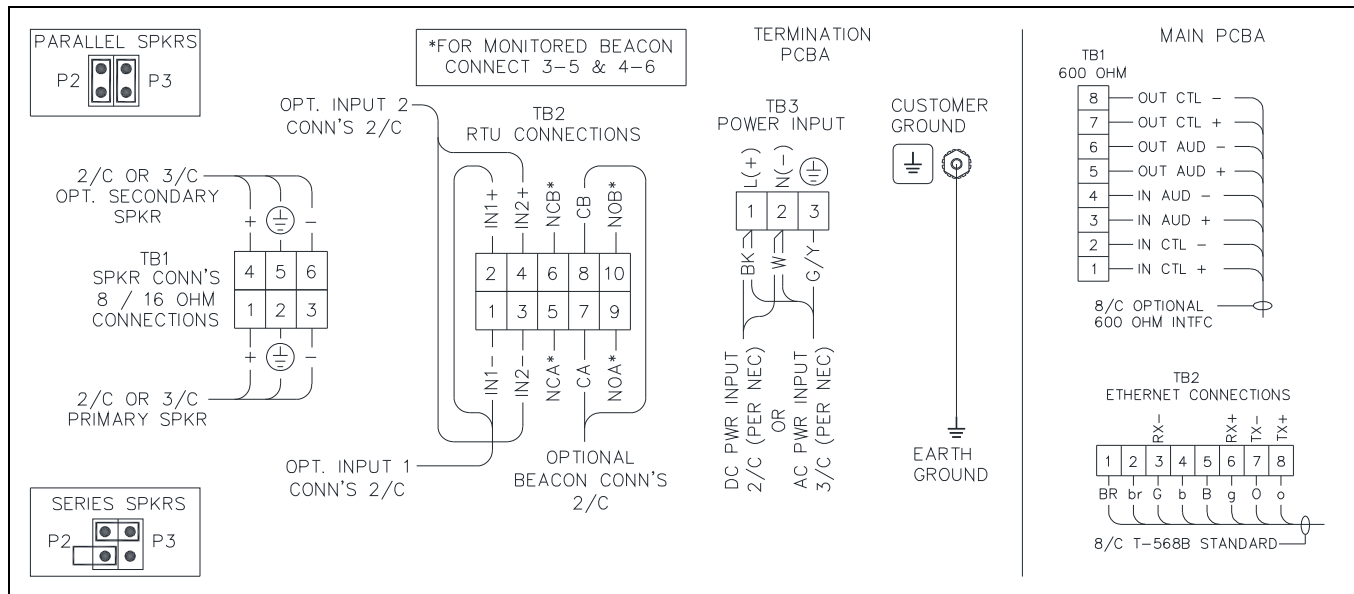 PARALLEL SPKRS
P2 P3
*FOR MONITORED BEACON
CONNECT 3-5 & 4-6
TERMINATION
PCBA
MAIN PCBA
OPT. INPUT 2
CONN'S 2/C
TB2
RTU CONNECTIONS
IN1+
IN2+
NCB*
CB
NOB*
2 4 6 8 10
1 3 5 7 9
IN1-
IN2-
NCA*
CA
NOA*
OPT. INPUT 1
CONN'S 2/C
OPTIONAL
BEACON CONN'S
2/C
2/C OR 3/C
OPT. SECONDARY
SPKR
+ -
TB1
SPKR CONN'S
8 / 16 OHM
CONNECTIONS
4 5 6
1 2 3
+ -
2/C OR 3/C
PRIMARY SPKR
SERIES SPKRS
P2 P3
TB3
POWER INPUT
L(+)
N(-)
1 2 3
BK
W
G/Y
DC PWR INPUT
2/C (PER NEC)
OR
AC PWR INPUT
3/C (PER NEC)
CUSTOMER
GROUND
EARTH
GROUND
TB1
600 OHM
8 OUT CTL -
7 OUT CTL +
6 OUT AUD -
5 OUT AUD +
4 IN AUD -
3 IN AUD +
2 IN CTL -
1 IN CTL +
8/C OPTIONAL
600 OHM INTFC
TB2
ETHERNET CONNECTIONS
RX-
RX+
TX-
TX+
1 2 3 4 5 6 7 8
BR br G b B g O o
8/C T-568B STANDARD